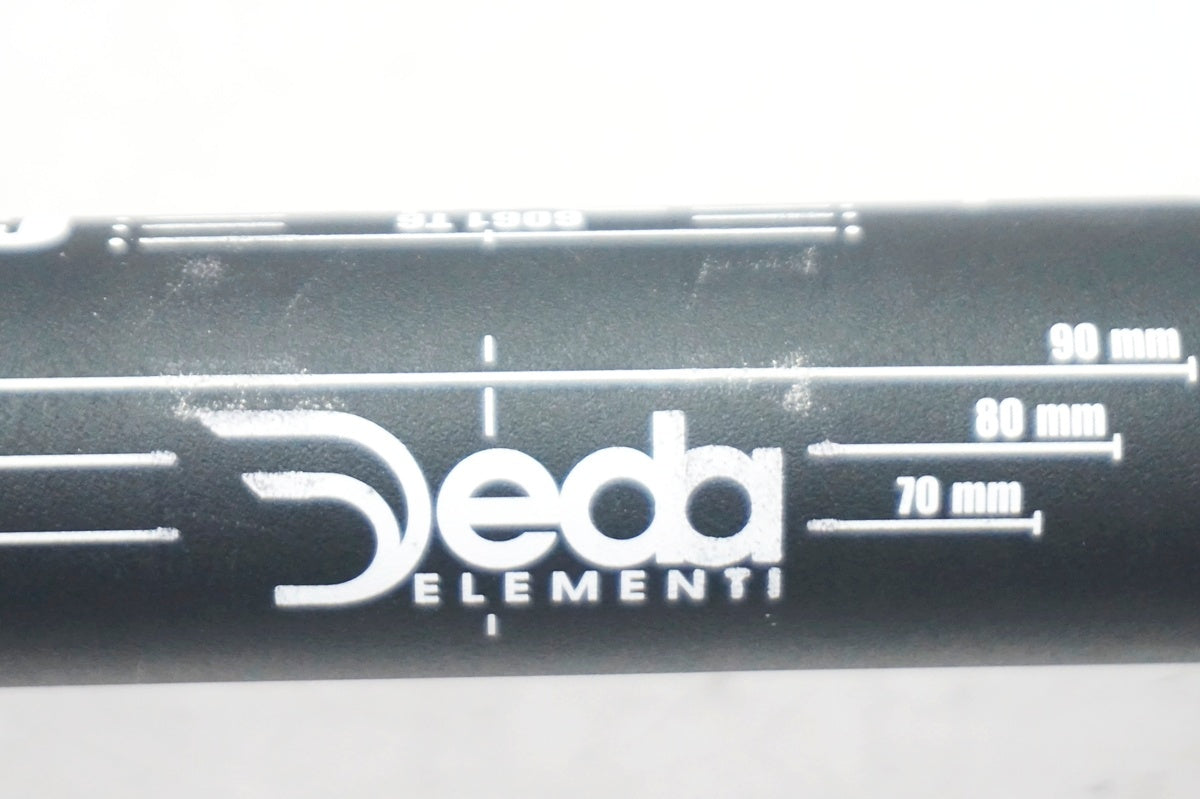 6061 T6
90 mm
80 mm
70 mm
Deda
ELEMENTI